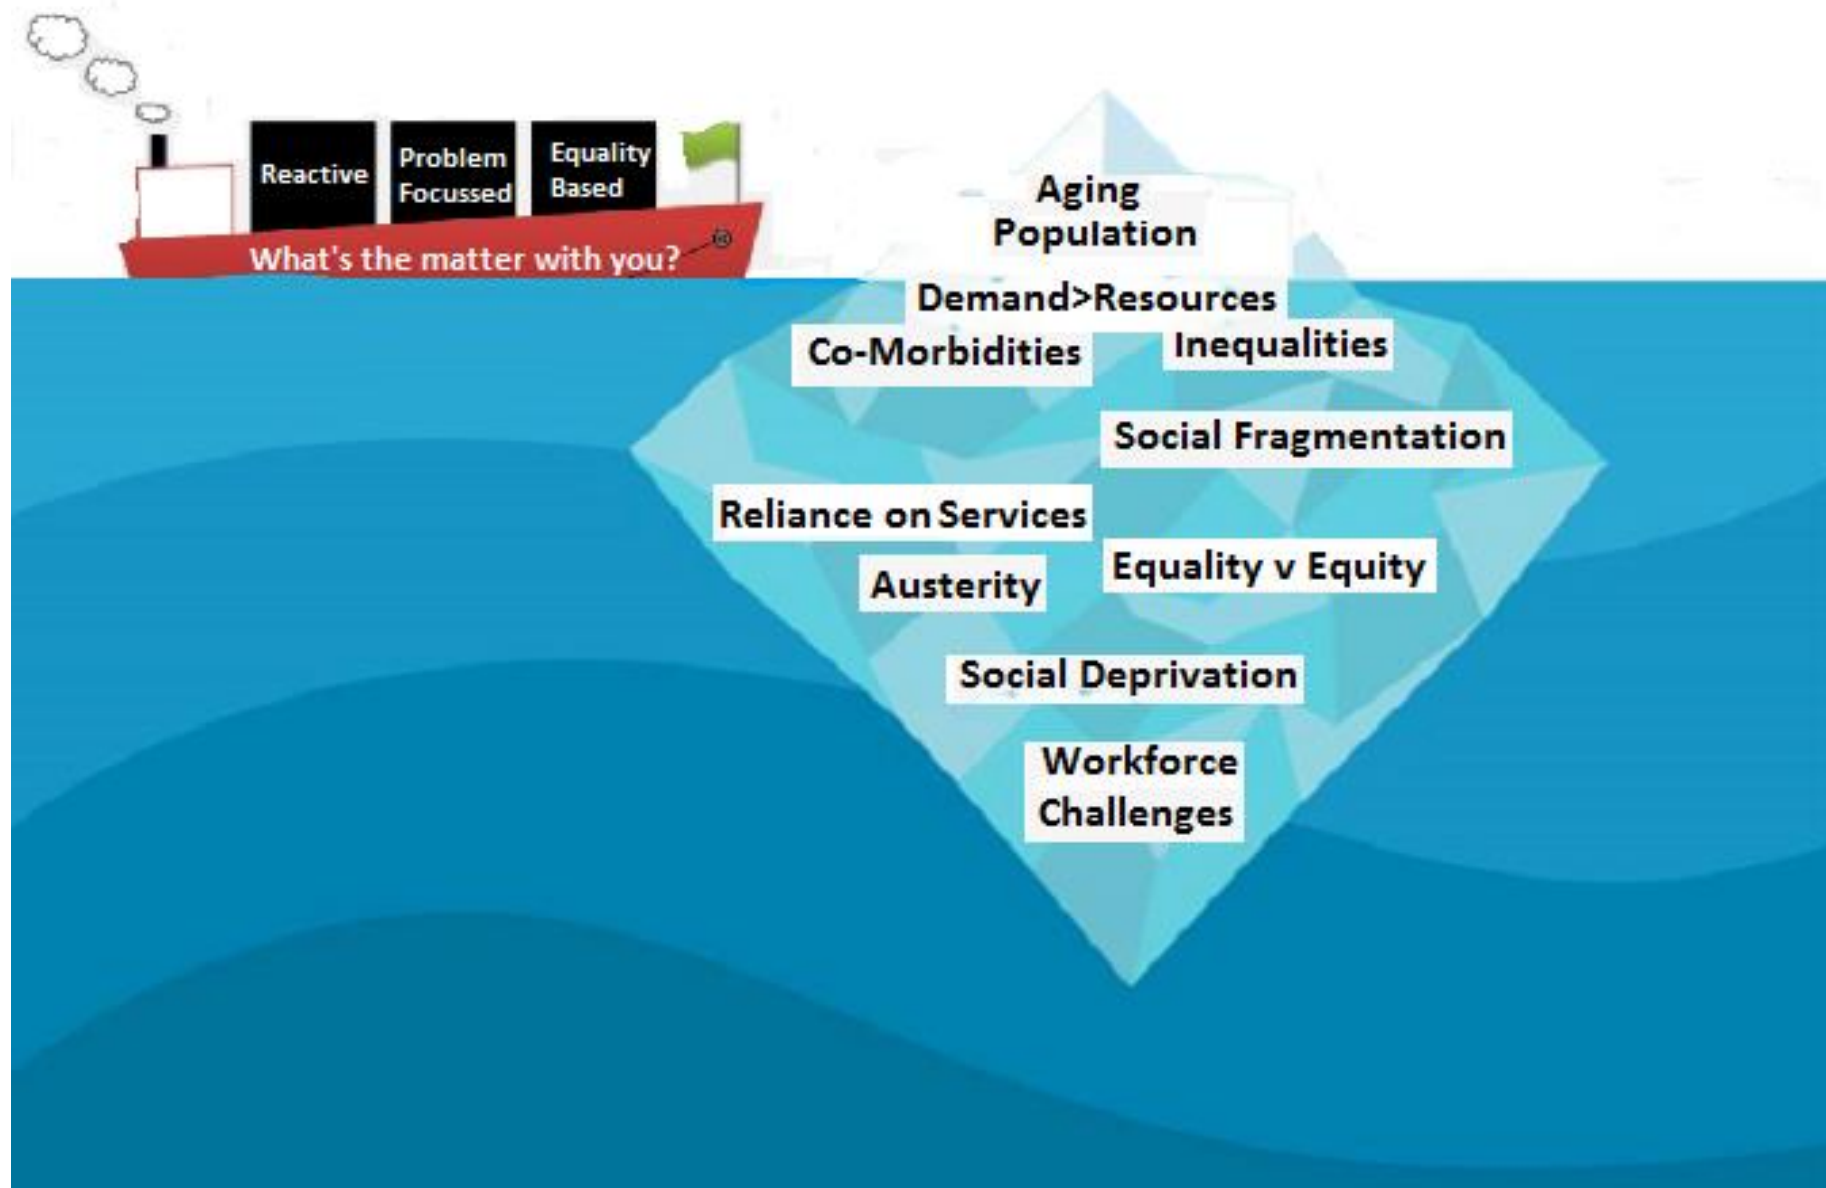 Reactive
Problem
Focussed
Equality
Based
What's the matter with you?
Aging
Population
Demand>Resources
Co-Morbidities
Inequalities
Social Fragmentation
Reliance on Services
Equality v Equity
Austerity
Social Deprivation
Workforce
Challenges